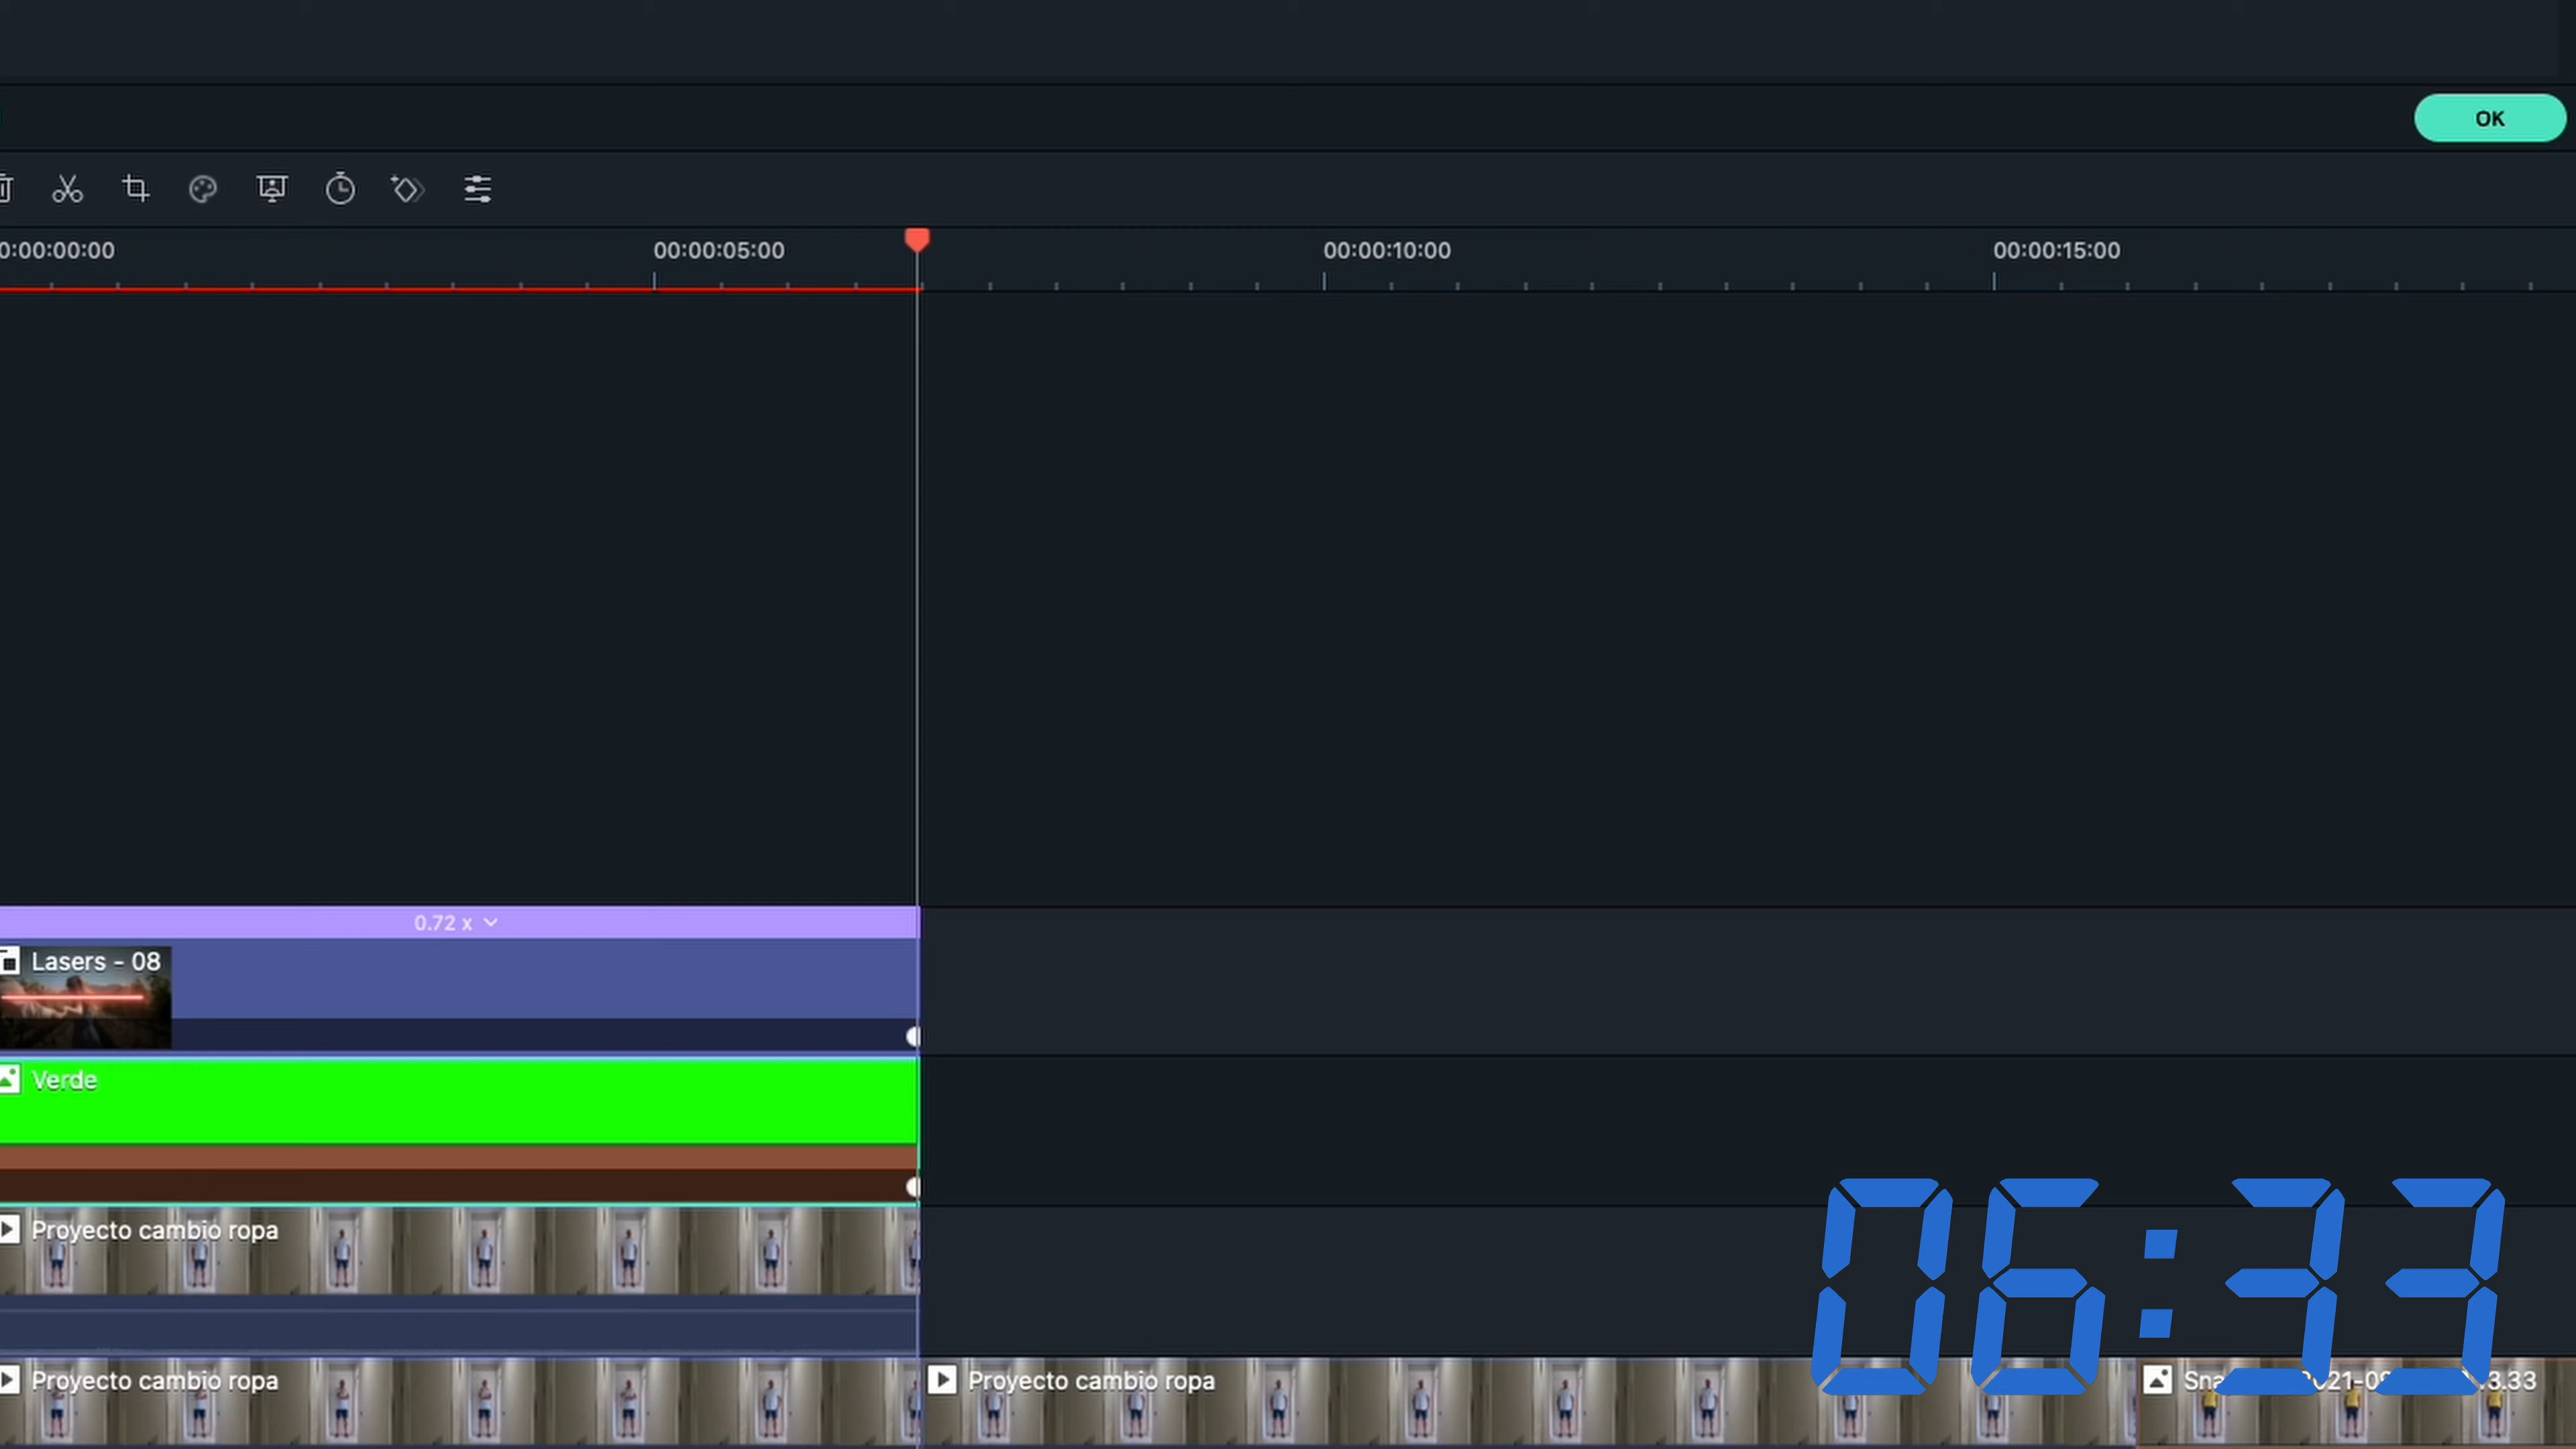 OK
0:00:00:00 00:00:05:00 00:00:10:00 00:00:15:00
0.72 x
Lasers - 08
Verde
Proyecto cambio ropa
06:33
Proyecto cambio ropa Proyecto cambio ropa